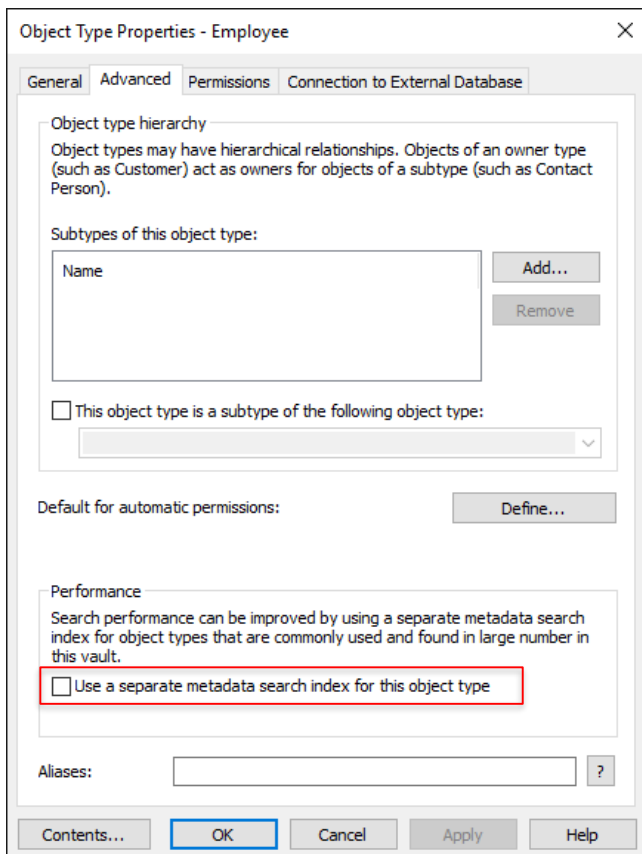 Object Type Properties - Employee
General Advanced Permissions Connection to External Database
Object type hierarchy
Object types may have hierarchical relationships. Objects of an owner type
(such as Customer) act as owners for objects of a subtype (such as Contact
Person).
Subtypes of this object type:
Name
Add...
Remove
This object type is a subtype of the following object type:
Default for automatic permissions:
Define...
Performance
Search performance can be improved by using a separate metadata search
index for object types that are commonly used and found in large number in
this vault.
Use a separate metadata search index for this object type
Aliases:
?
Contents... OK Cancel Apply Help